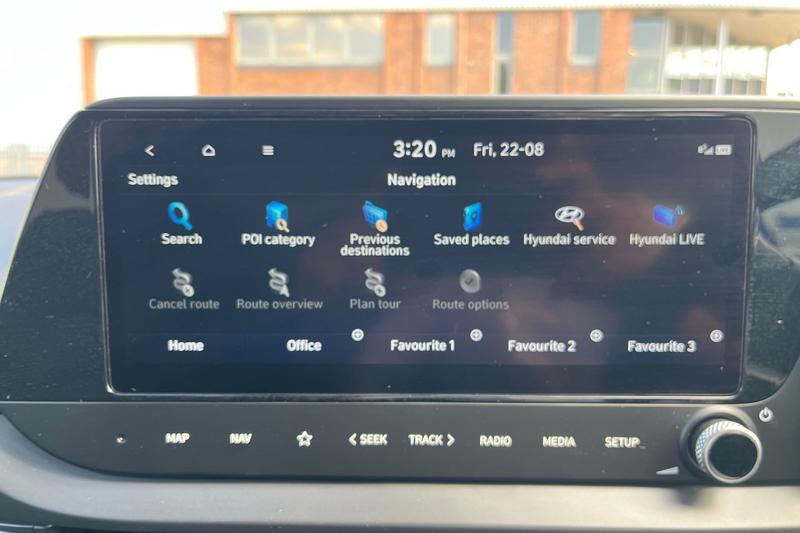 3:20 PM Fri, 22-08 LIVE
Settings Navigation
Search POI category Previous destinations Saved places Hyundai service Hyundai LIVE
Cancel route Route overview Plan tour Route options
Home Office Favourite 1 Favourite 2 Favourite 3
MAP NAV SEEK TRACK RADIO MEDIA SETUP